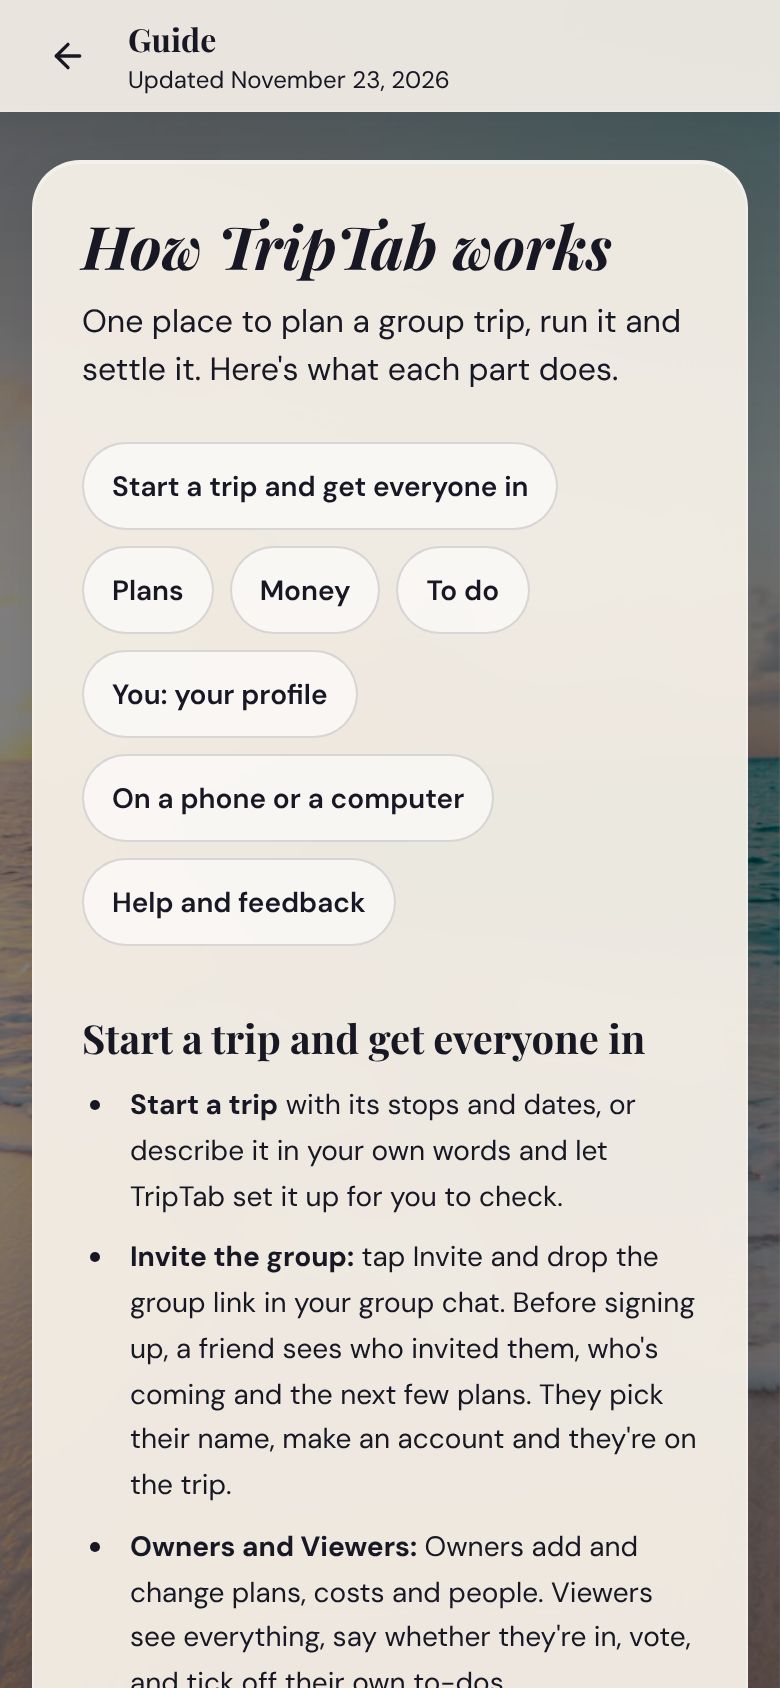 Guide
Updated November 23, 2026
How TripTab works
One place to plan a group trip, run it and
settle it. Here's what each part does.
Start a trip and get everyone in
Plans
Money
To do
You: your profile
On a phone or a computer
Help and feedback
Start a trip and get everyone in
• Start a trip with its stops and dates, or
describe it in your own words and let
TripTab set it up for you to check.
• Invite the group: tap Invite and drop the
group link in your group chat. Before signing
up, a friend sees who invited them, who's
coming and the next few plans. They pick
their name, make an account and they're on
the trip.
• Owners and Viewers: Owners add and
change plans, costs and people. Viewers
see everything, say whether they're in, vote,
and tick off their own to-dos.